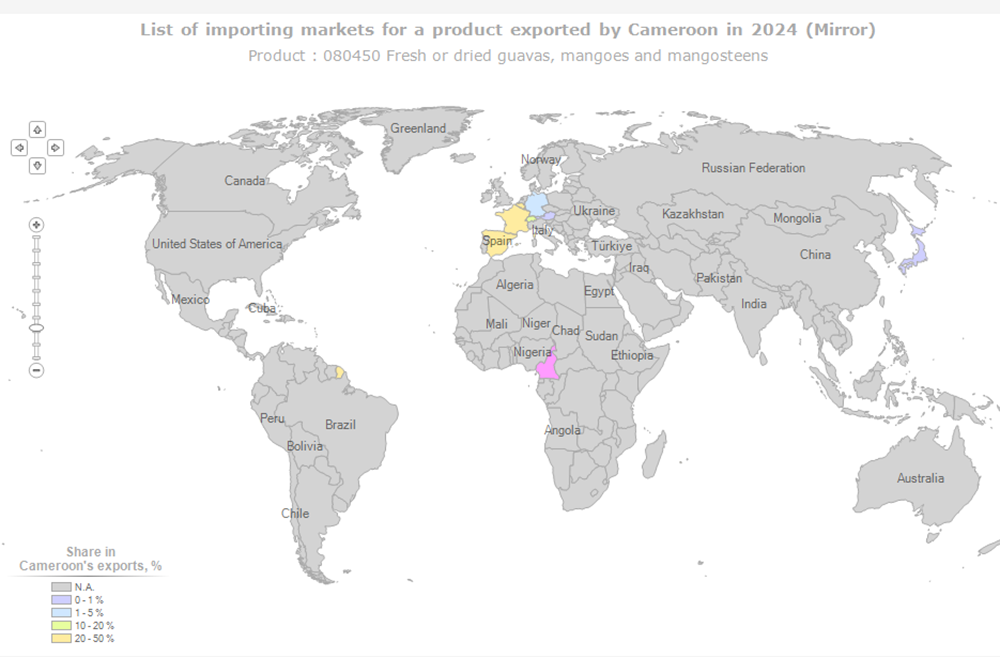 List of importing markets for a product exported by Cameroon in 2024 (Mirror)
Product : 080450 Fresh or dried guavas, mangoes and mangosteens
Greenland
Norway
Russian Federation
Canada
Ukraine
Kazakhstan
Mongolia
United States of America
Spain
Italy
Türkiye
China
Iraq
Pakistan
Mexico
Cuba
Algeria
Egypt
India
Mali
Niger
Chad
Sudan
Nigeria
Ethiopia
Peru
Brazil
Angola
Bolivia
Australia
Chile
Share in
Cameroon's exports, %
N.A.
0 - 1 %
1 - 5 %
10 - 20 %
20 - 50 %